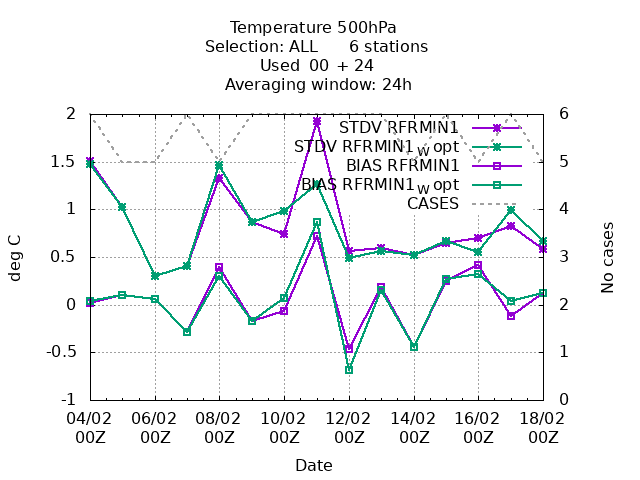 Temperature 500hPa
Selection: ALL 6 stations
Used 00 + 24
Averaging window: 24h
STDV RFRMIN1
STDV RFRMIN1_w opt
BIAS RFRMIN1
BIAS RFRMIN1_w opt
CASES
2
1.5
1
0.5
0
-0.5
-1
deg C
6
5
4
3
2
1
0
No cases
04/02 06/02 08/02 10/02 12/02 14/02 16/02 18/02
00Z 00Z 00Z 00Z 00Z 00Z 00Z 00Z
Date